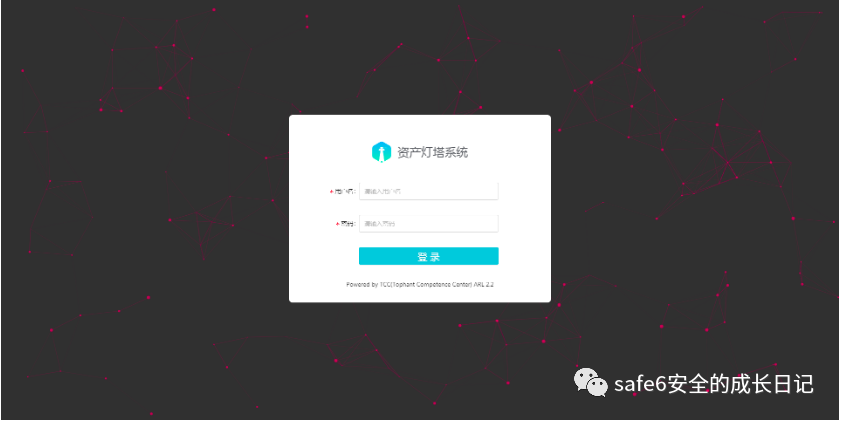 资产灯塔系统
* 用户名: 请输入用户名
* 密码: 请输入密码
登 录
Powered by TCC(Tophant Competence Center) ARL 2.2
safe6安全的成长日记